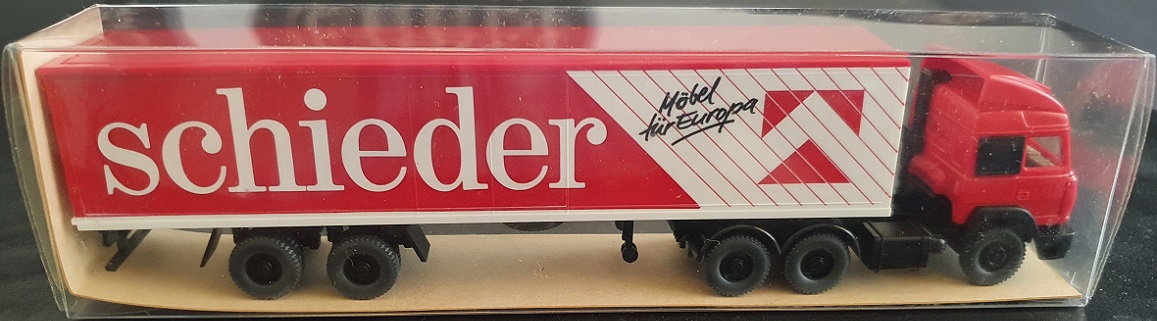 schieder
Möbel
für Europa